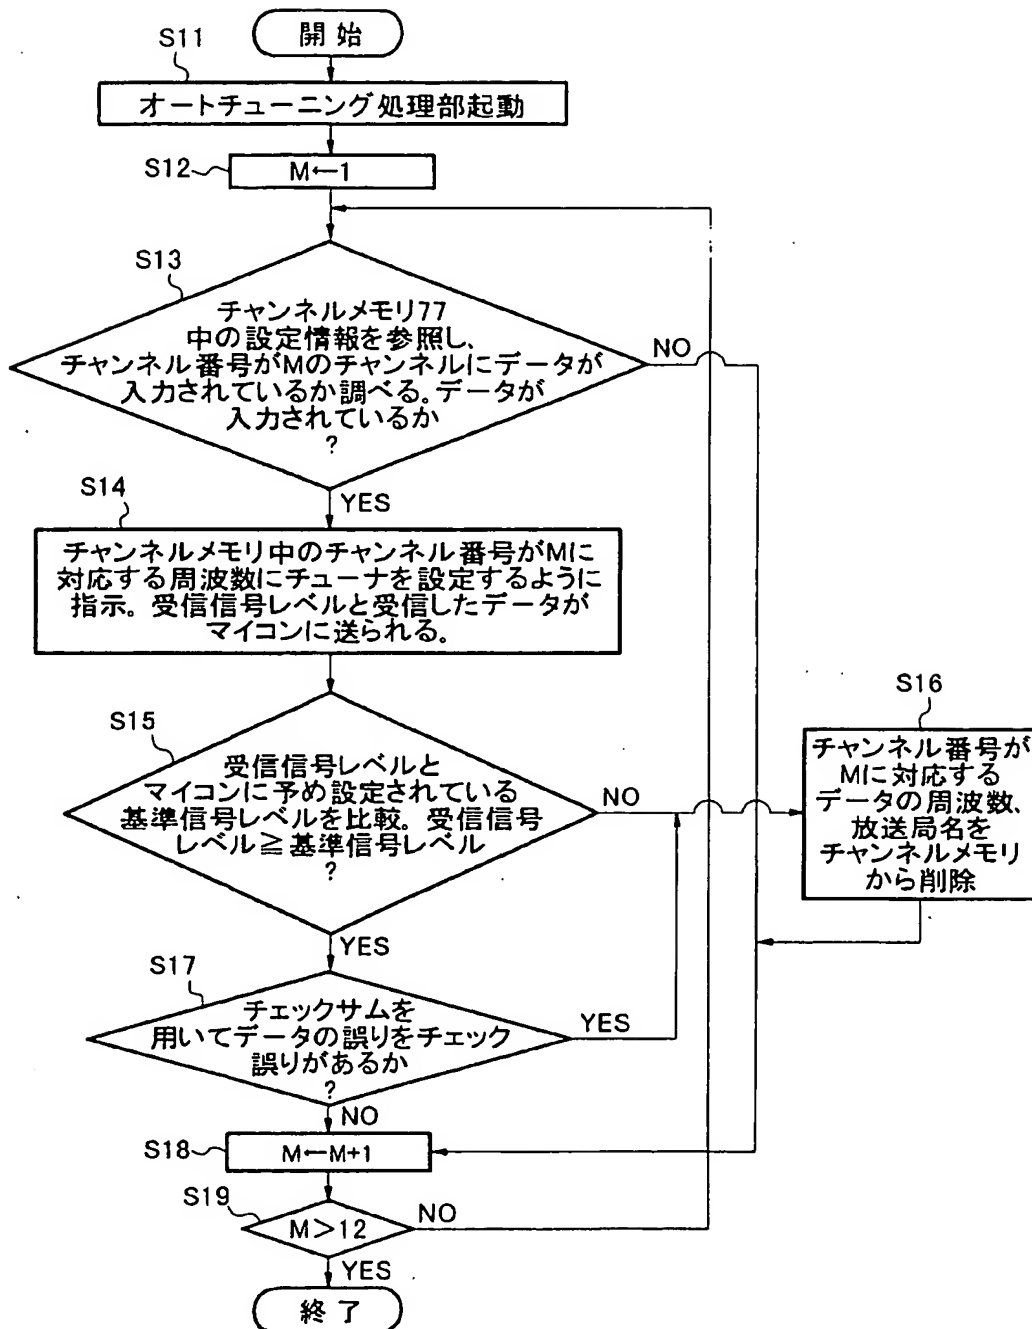 開始
S11
オートチューニング処理部起動
S12
M←1
S13
チャンネルメモリ77
中の設定情報を参照し、
チャンネル番号がMのチャンネルにデータが
入力されているか調べる。データが
入力されているか
?
NO
YES
S14
チャンネルメモリ中のチャンネル番号がMに
対応する周波数にチューナを設定するように
指示。受信信号レベルと受信したデータが
マイコンに送られる。
S15
受信信号レベルと
マイコンに予め設定されている
基準信号レベルを比較。受信信号
レベル≧基準信号レベル
?
NO
YES
S16
チャンネル番号が
Mに対応する
データの周波数、
放送局名を
チャンネルメモリ
から削除
S17
チェックサムを
用いてデータの誤りをチェック
誤りがあるか
?
YES
NO
S18
M←M+1
S19
M>12
NO
YES
終了